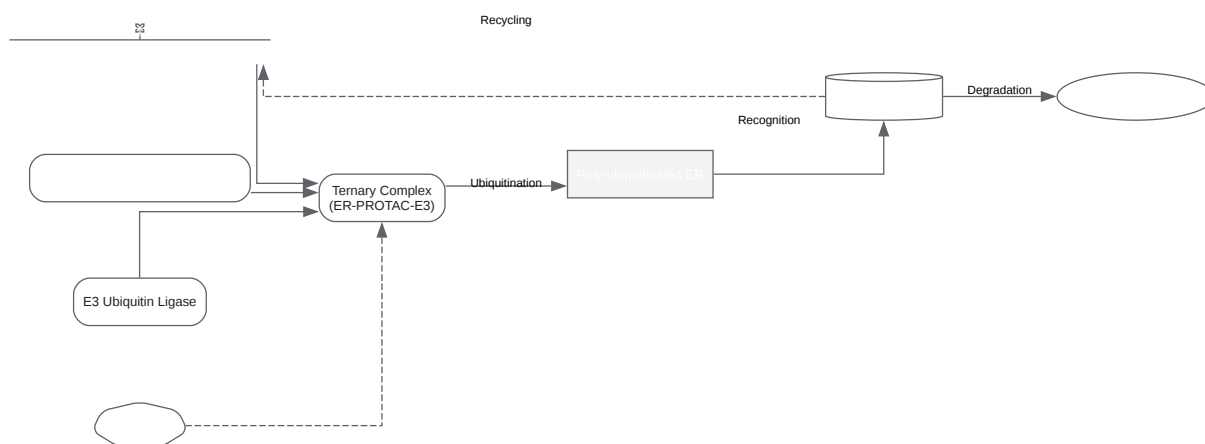 Recycling
Degradation
Recognition
Poly-ubiquitinated ER
Ubiquitination
Ternary Complex
(ER-PROTAC-E3)
E3 Ubiquitin Ligase